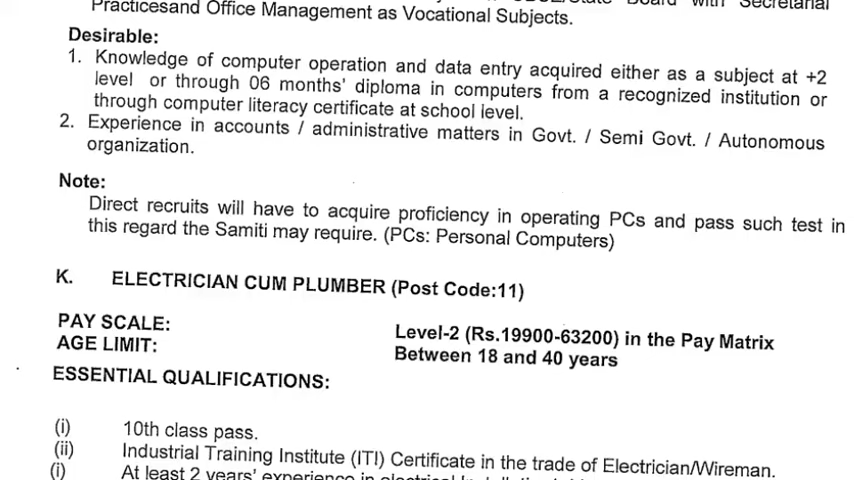 Practicesand Office Management as Vocational Subjects.
Desirable:
1. Knowledge of computer operation and data entry acquired either as a subject at +2
level or through 06 months' diploma in computers from a recognized institution or
through computer literacy certificate at school level.
2. Experience in accounts / administrative matters in Govt. / Semi Govt. / Autonomous
organization.
Note:
Direct recruits will have to acquire proficiency in operating PCs and pass such test in
this regard the Samiti may require. (PCs: Personal Computers)
K. ELECTRICIAN CUM PLUMBER (Post Code:11)
PAY SCALE: Level-2 (Rs.19900-63200) in the Pay Matrix
AGE LIMIT: Between 18 and 40 years
ESSENTIAL QUALIFICATIONS:
(i) 10th class pass.
(ii) Industrial Training Institute (ITI) Certificate in the trade of Electrician/Wireman.
(i) At least 2 years' experience in electrical